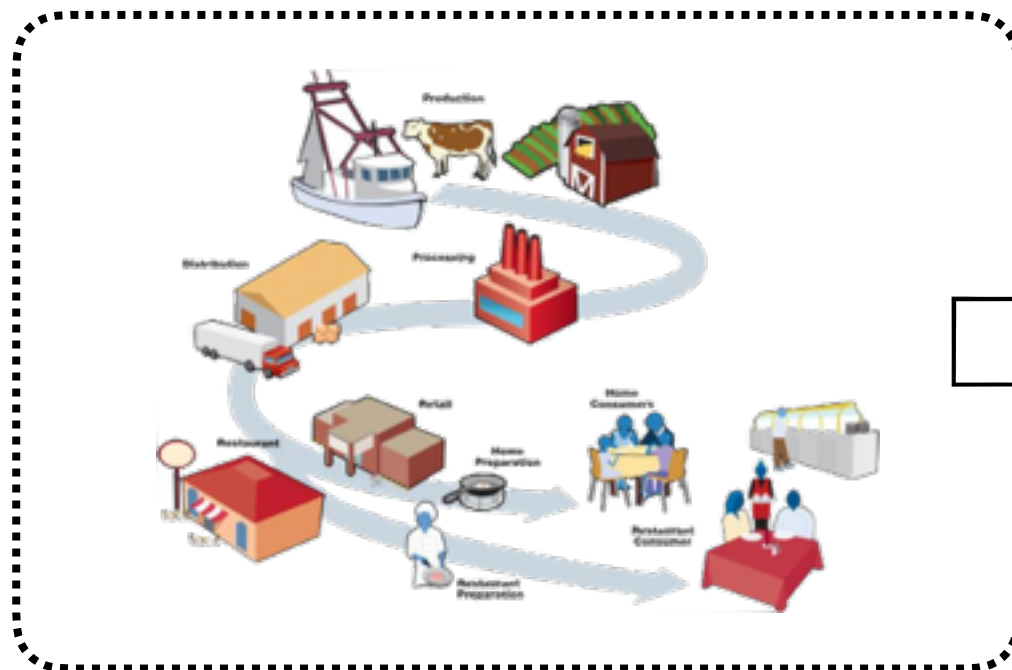 Production
Processing
Distribution
Retail
Home
Consumers
Restaurant
Home
Preparation
Restaurant
Consumer
Restaurant
Preparation